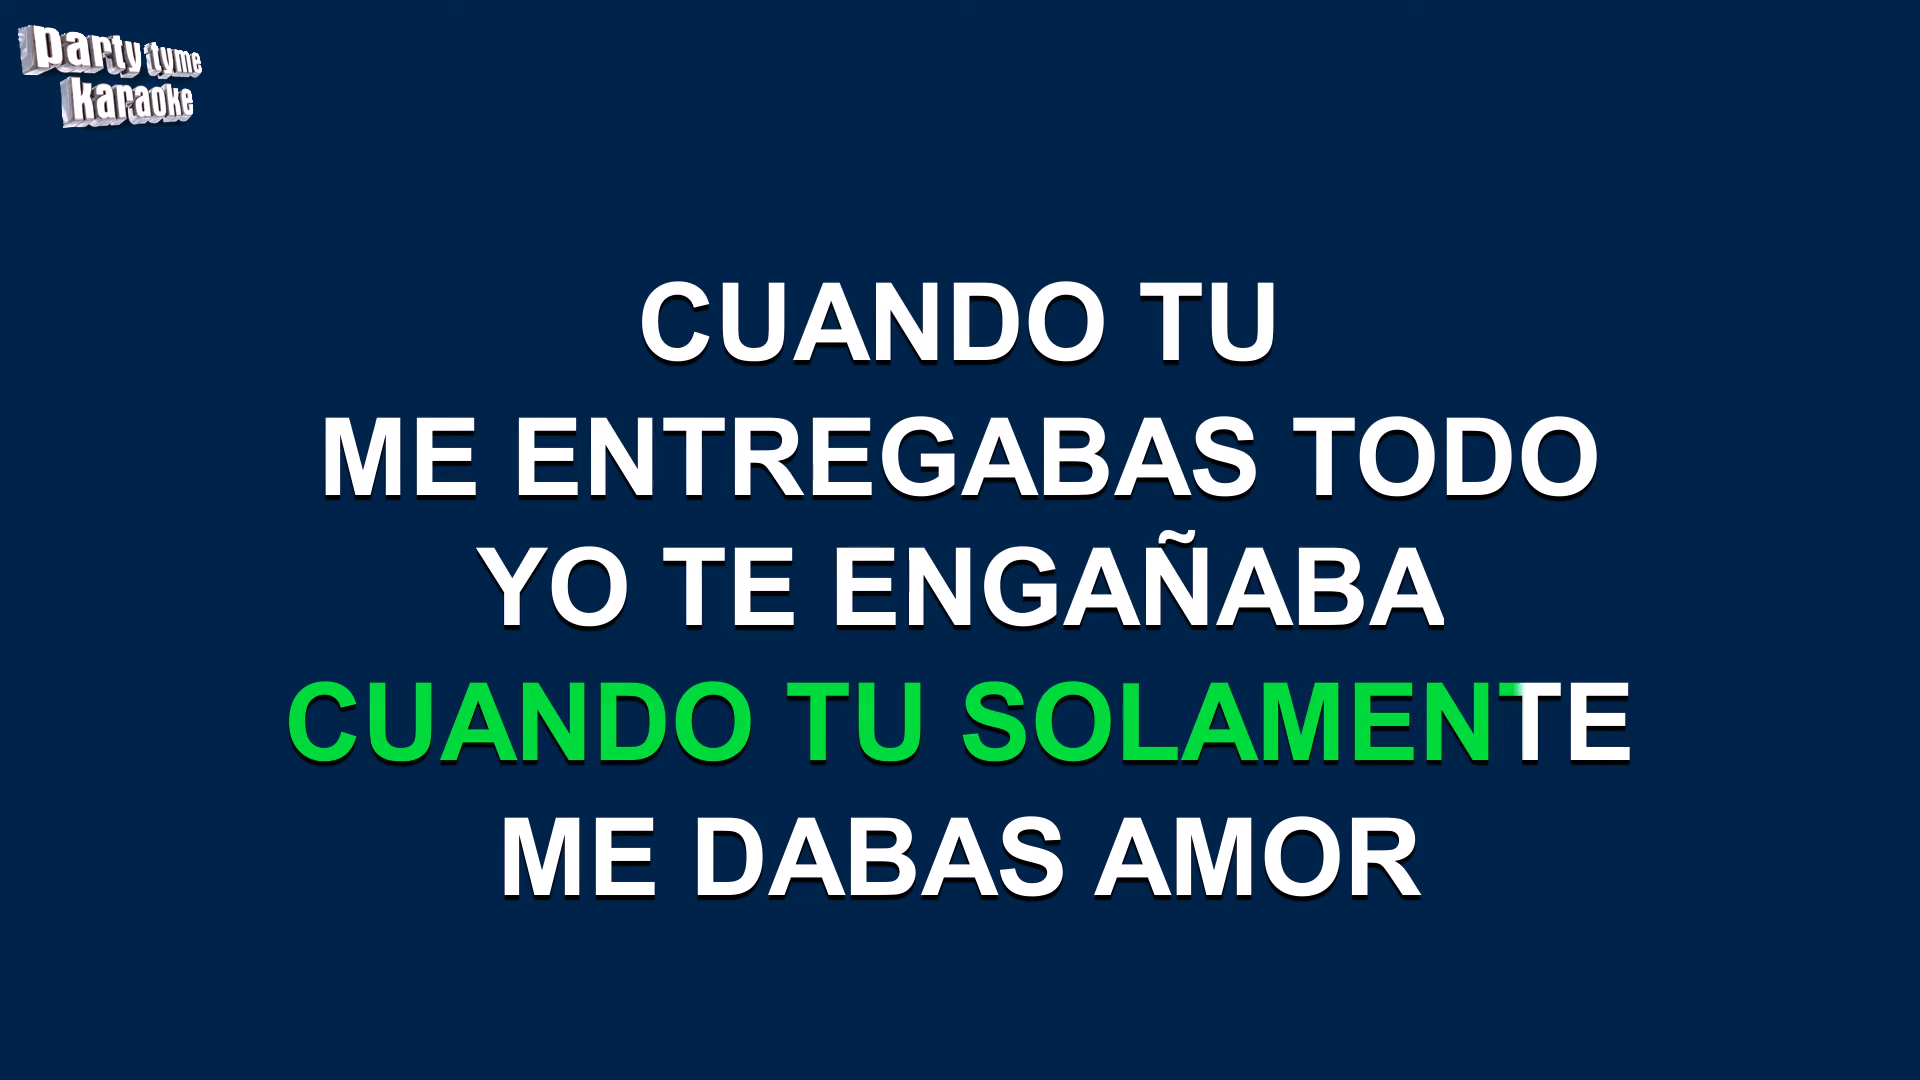 party tyme
karaoke
CUANDO TU
ME ENTREGABAS TODO
YO TE ENGAÑABA
CUANDO TU SOLAMENTE
ME DABAS AMOR